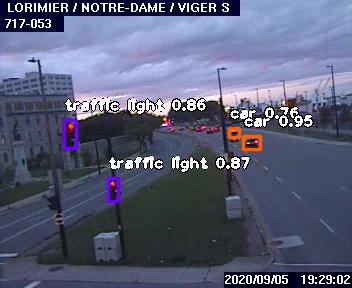 LORIMIER / NOTRE-DAME / VIGER S
717-053
traffic light 0.86
car 0.76
car 0.95
traffic light 0.87
2020/09/05 19:29:02